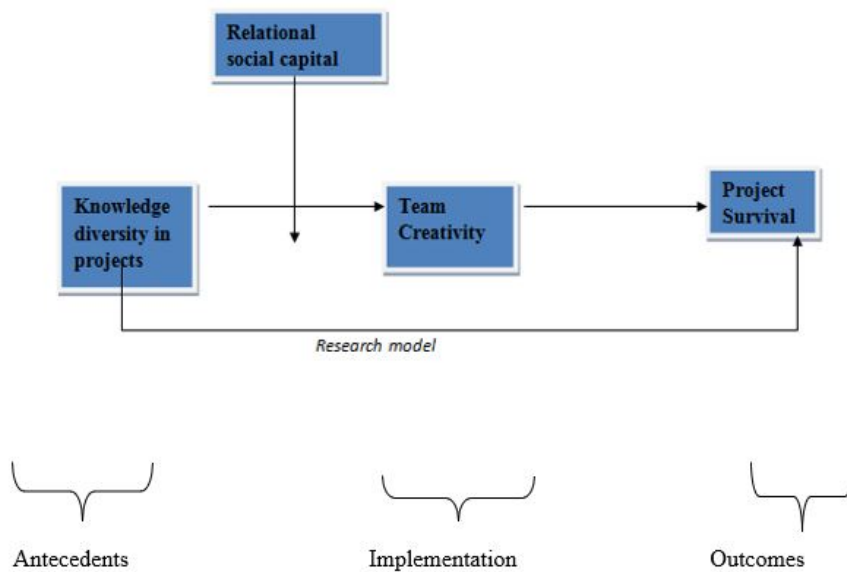 Relational
social capital
Knowledge
diversity in
projects
Team
Creativity
Project
Survival
Research model
Antecedents
Implementation
Outcomes